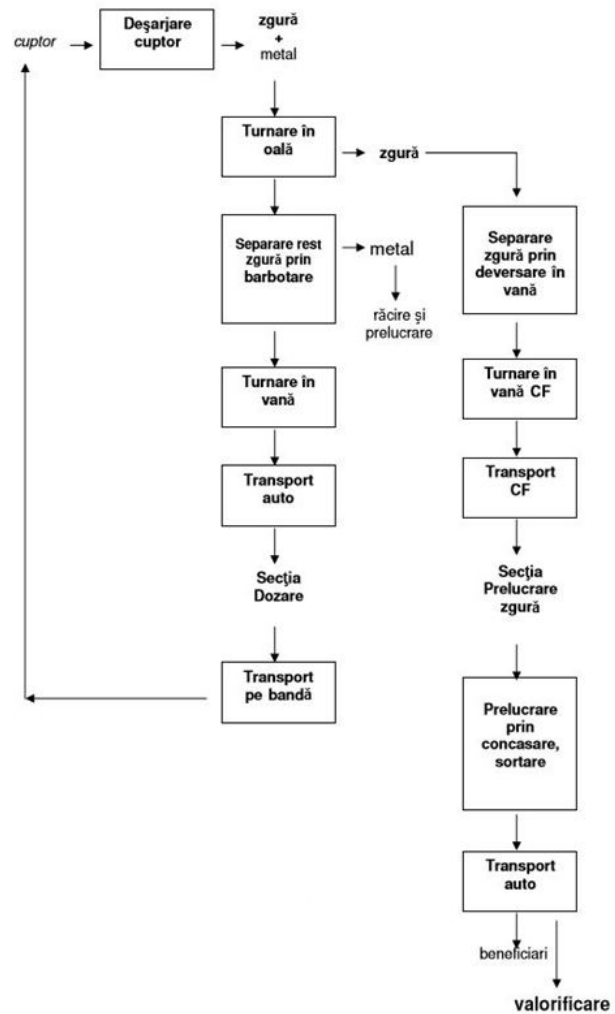 cuptor
Deşarjare
cuptor
zgură
+
metal
Turnare în
oală
zgură
Separare rest
zgură prin
barbotare
metal
răcire şi
prelucrare
Separare
zgură prin
deversare în
vană
Turnare în
vană
Turnare în
vană CF
Transport
auto
Transport
CF
Secţia
Dozare
Secţia
Prelucrare
zgură
Transport
pe bandă
Prelucrare
prin
concasare,
sortare
Transport
auto
beneficiari
valorificare